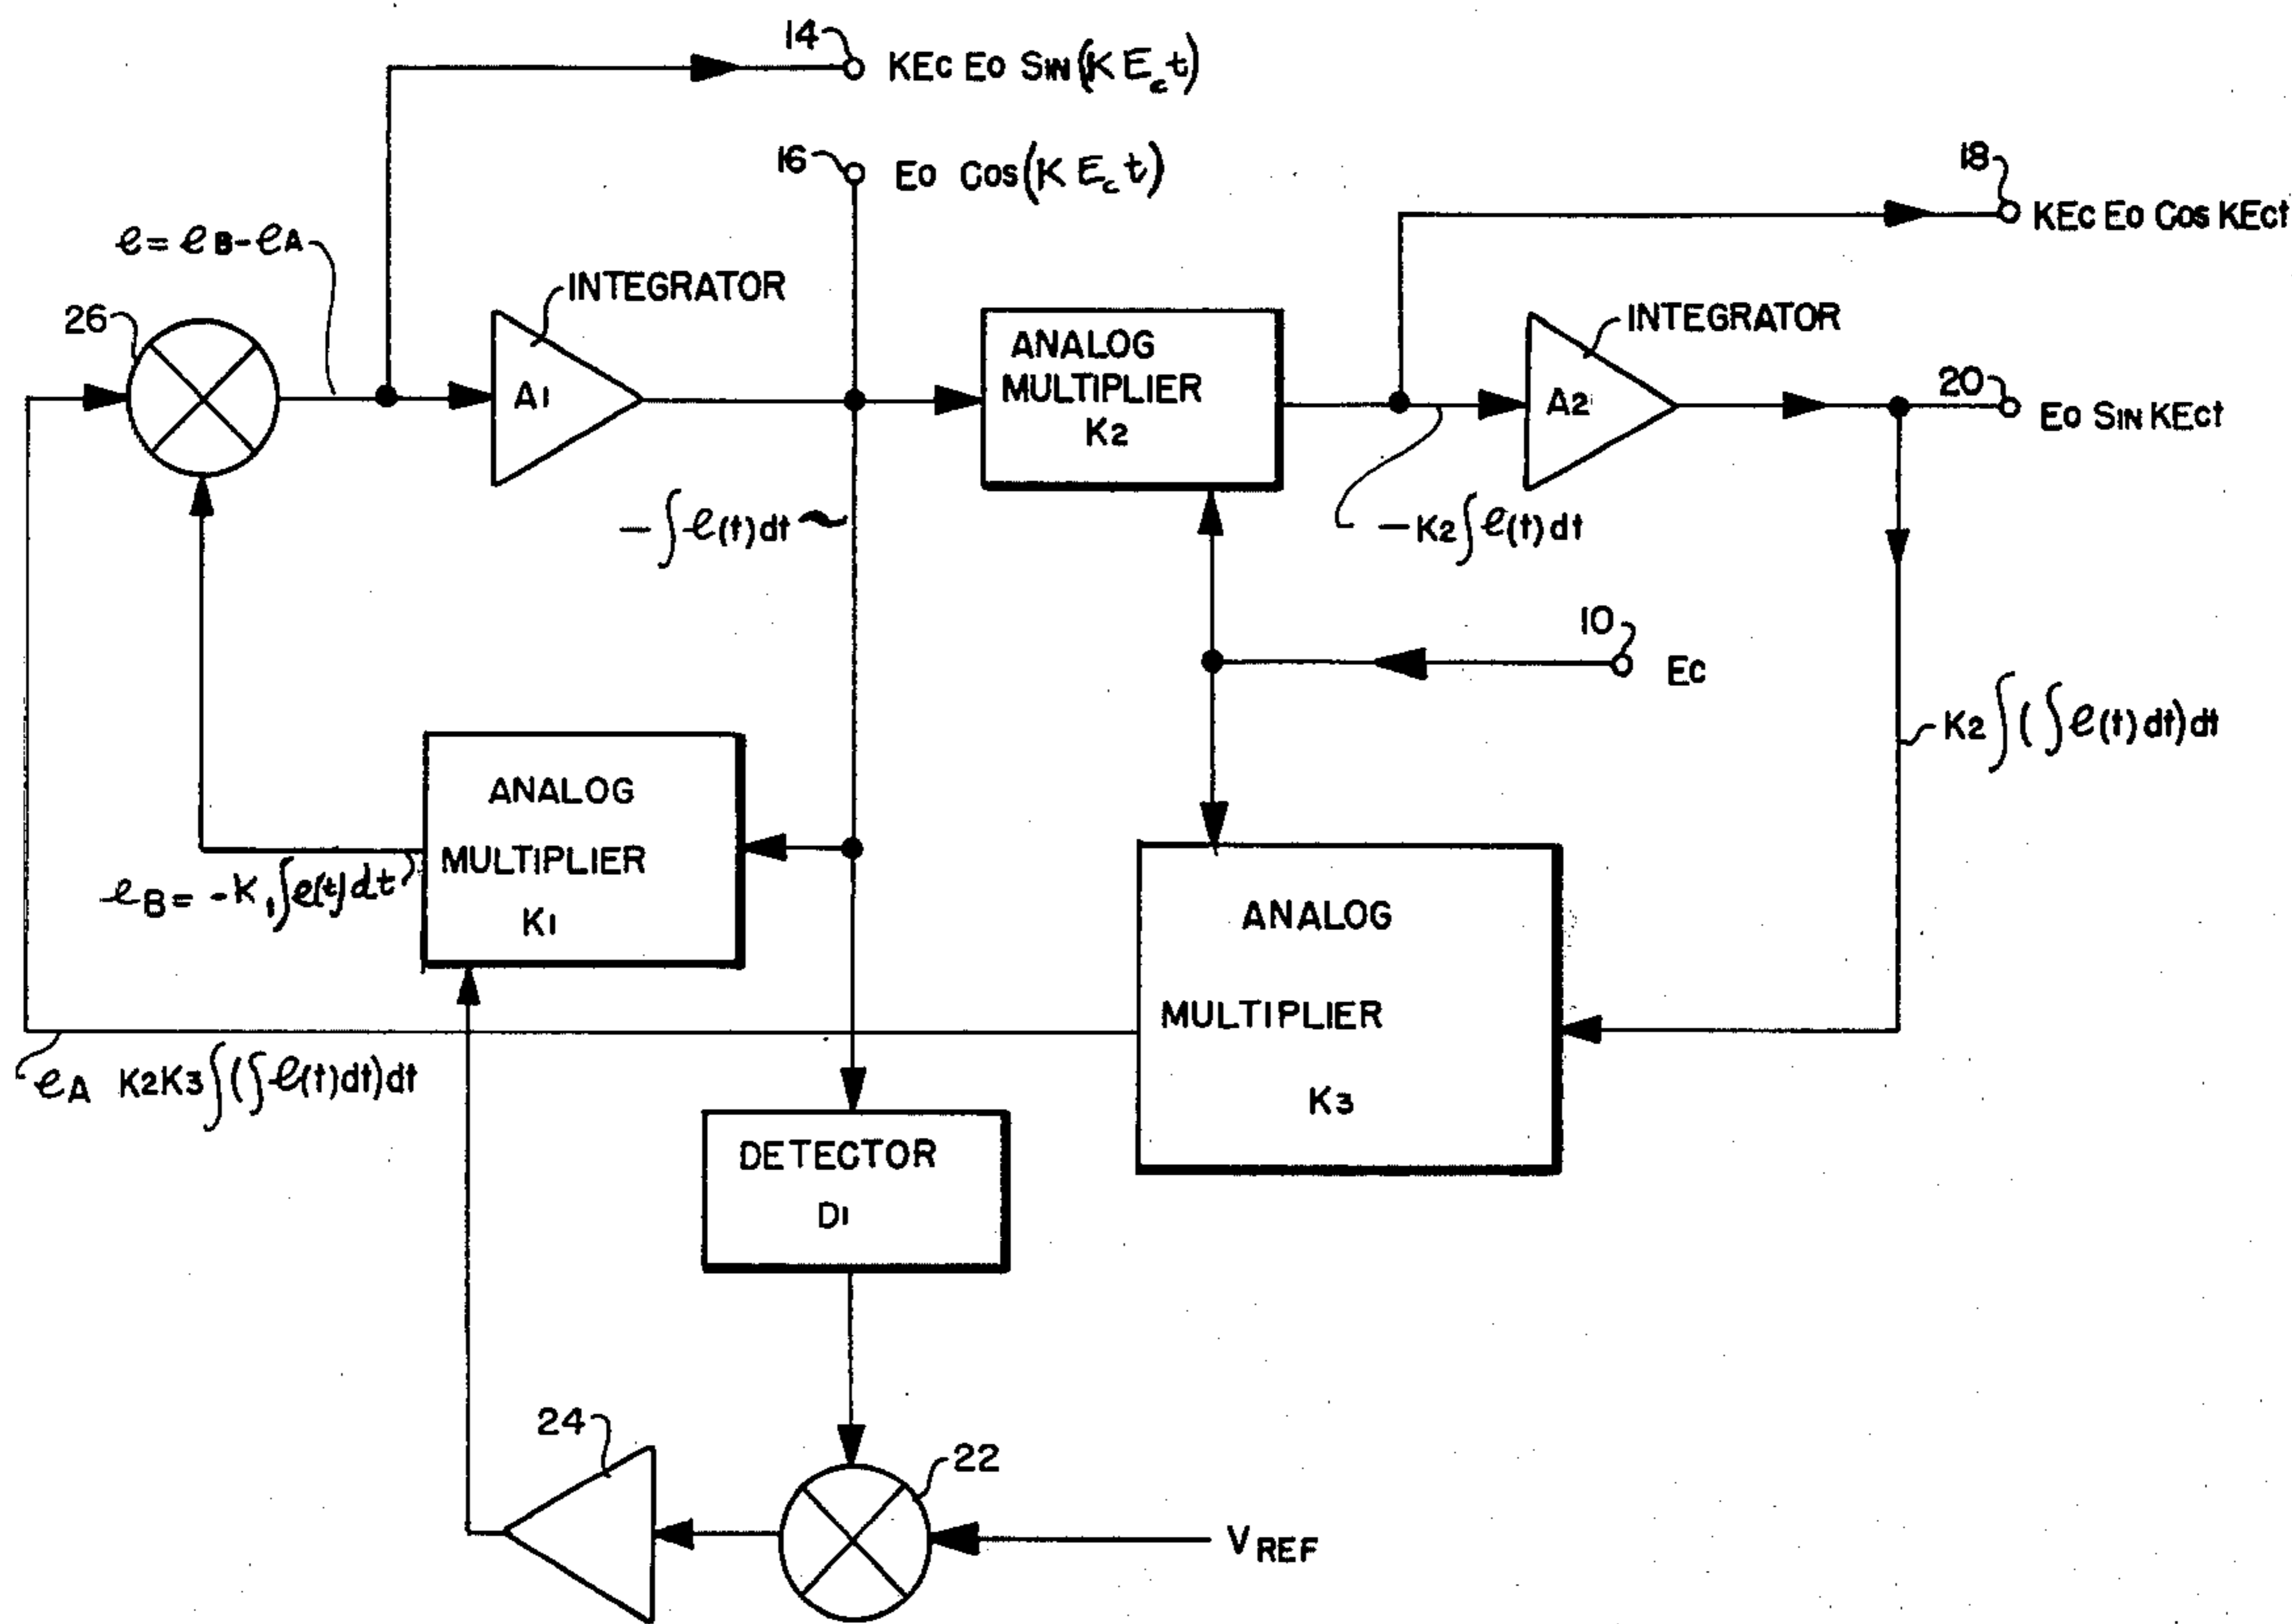 14
KEc Eo SIN (K Ec t)
16
Eo Cos (K Ec t)
18
KEc Eo Cos KEct
e = eB - eA
INTEGRATOR
26
INTEGRATOR
A1
ANALOG
MULTIPLIER
K2
A2
20
Eo SIN KEct
- ∫ e(t) dt
- K2 ∫ e(t) dt
10
Ec
K2 ∫ ( ∫ e(t) dt) dt
ANALOG
MULTIPLIER
K1
eB = - K1 ∫ e(t) dt
ANALOG
MULTIPLIER
K3
eA K2K3 ∫ ( ∫ e(t) dt) dt
DETECTOR
D1
24
22
VREF